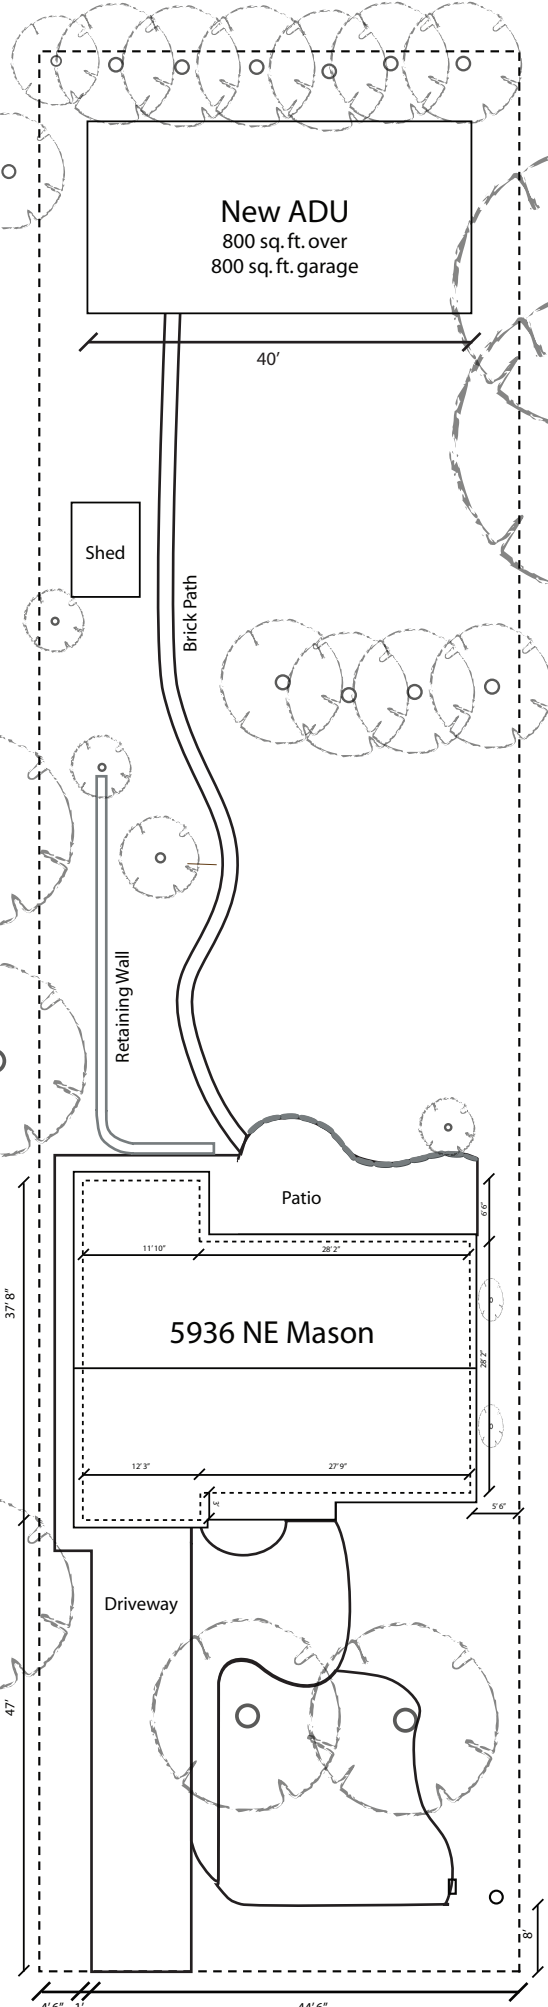 New ADU
800 sq. ft. over
800 sq. ft. garage
40'
Shed
Brick Path
Retaining Wall
Patio
6'6"
11'10"
28'2"
37'8"
5936 NE Mason
28'2"
12'3"
27'9"
3'
5'6"
Driveway
47'
8'
4'6"
1'
44'6"